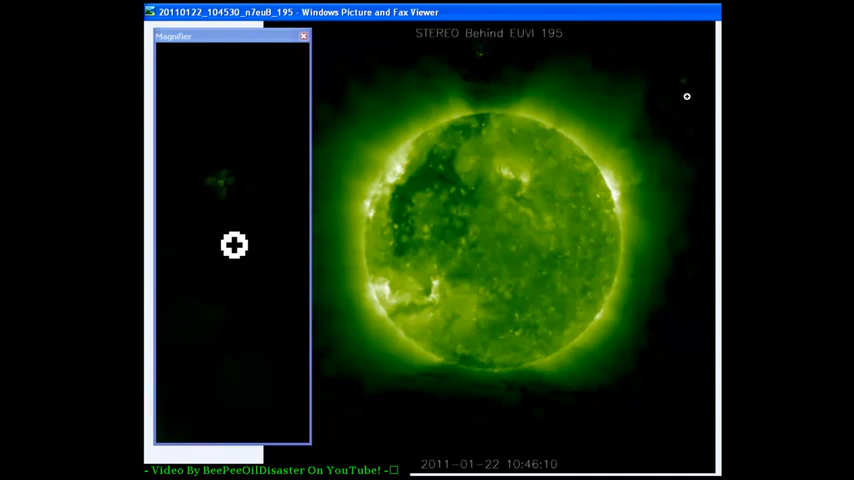 20110122_104530_n7euB_195 - Windows Picture and Fax Viewer
Magnifier
STEREO Behind EUVI 195
2011-01-22 10:46:10
- Video By BeePeeOilDisaster On YouTube! -□